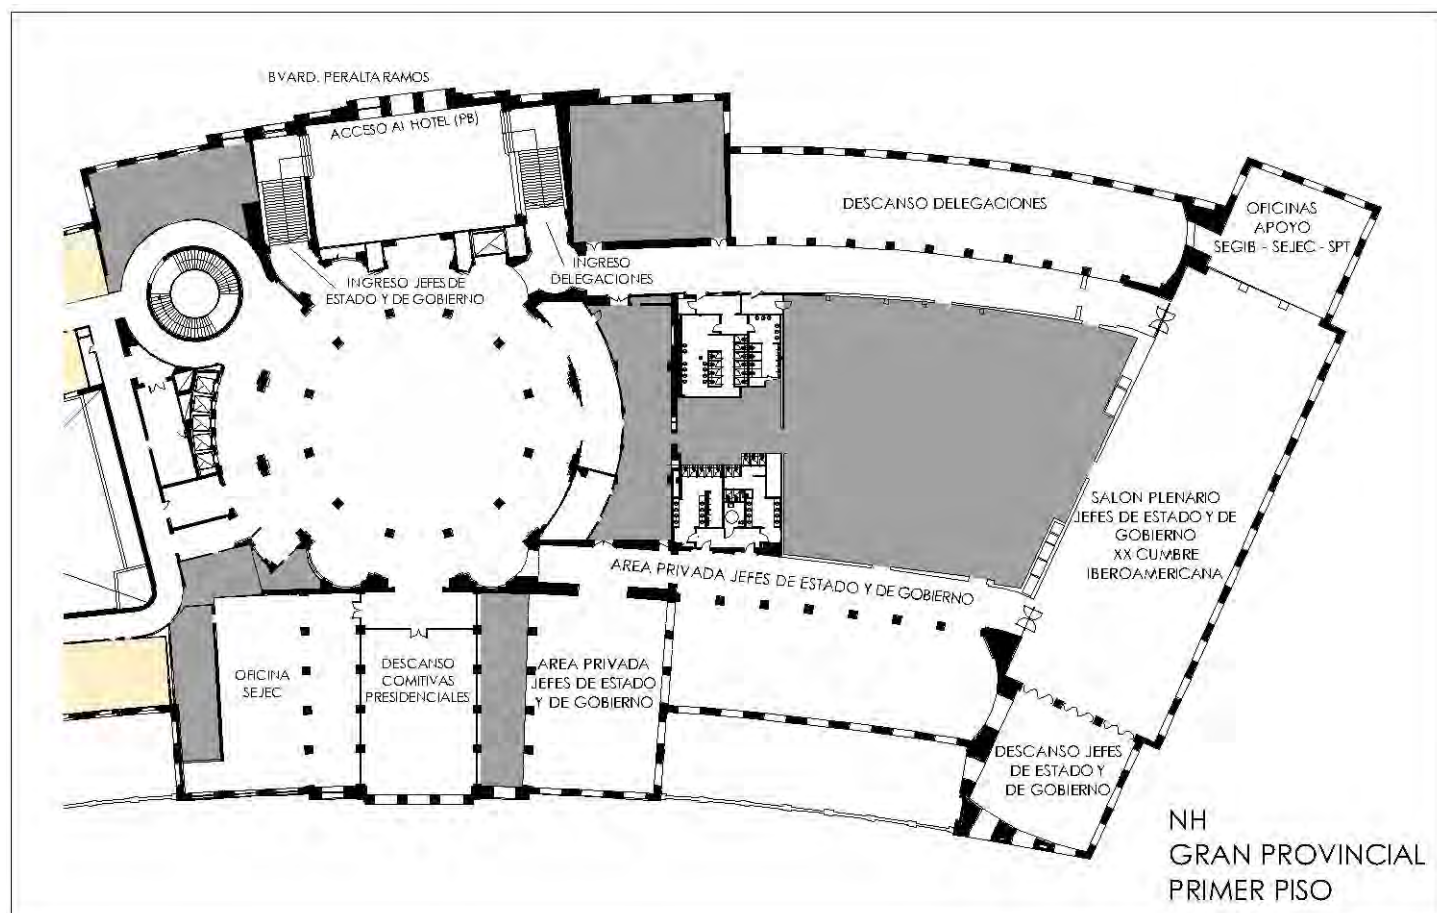 BVARD. PERALTA RAMOS
ACCESO AL HOTEL (PB)
DESCANSO DELEGACIONES
OFICINAS
APOYO
SEGIB - SEJEC - SPT
INGRESO JEFES DE
ESTADO Y DE GOBIERNO
INGRESO
DELEGACIONES
SALON PLENARIO
JEFES DE ESTADO Y DE
GOBIERNO
XX CUMBRE
IBEROAMERICANA
AREA PRIVADA JEFES DE ESTADO Y DE GOBIERNO
OFICINA
SEJEC
DESCANSO
COMITIVAS
PRESIDENCIALES
AREA PRIVADA
JEFES DE ESTADO
Y DE GOBIERNO
DESCANSO JEFES
DE ESTADO Y
DE GOBIERNO
NH
GRAN PROVINCIAL
PRIMER PISO